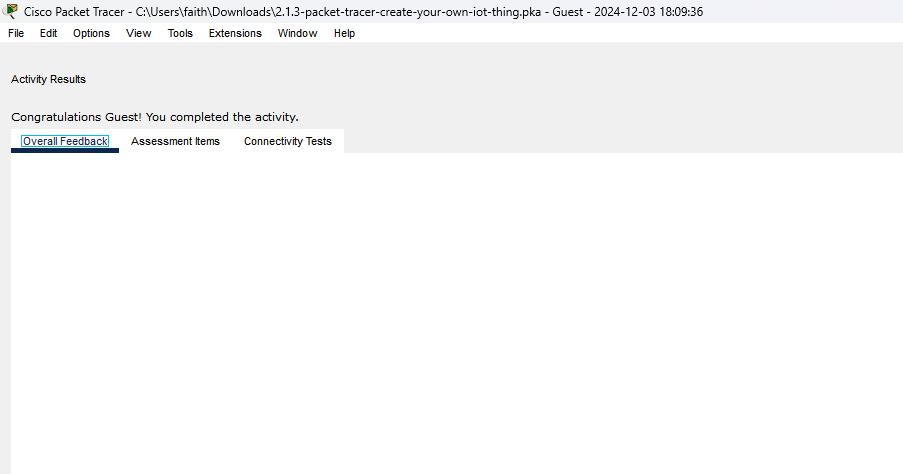 Cisco Packet Tracer - C:\Users\faith\Downloads\2.1.3-packet-tracer-create-your-own-iot-thing.pka - Guest - 2024-12-03 18:09:36
File Edit Options View Tools Extensions Window Help
Activity Results
Congratulations Guest! You completed the activity.
Overall Feedback Assessment Items Connectivity Tests